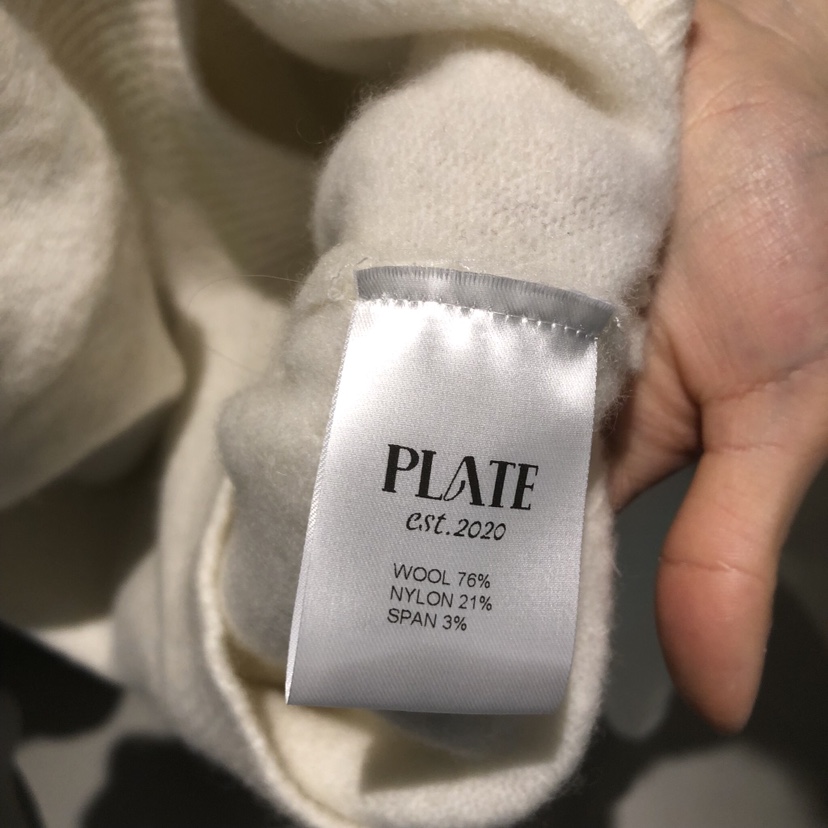 PLATE
est.2020
WOOL 76%
NYLON 21%
SPAN 3%